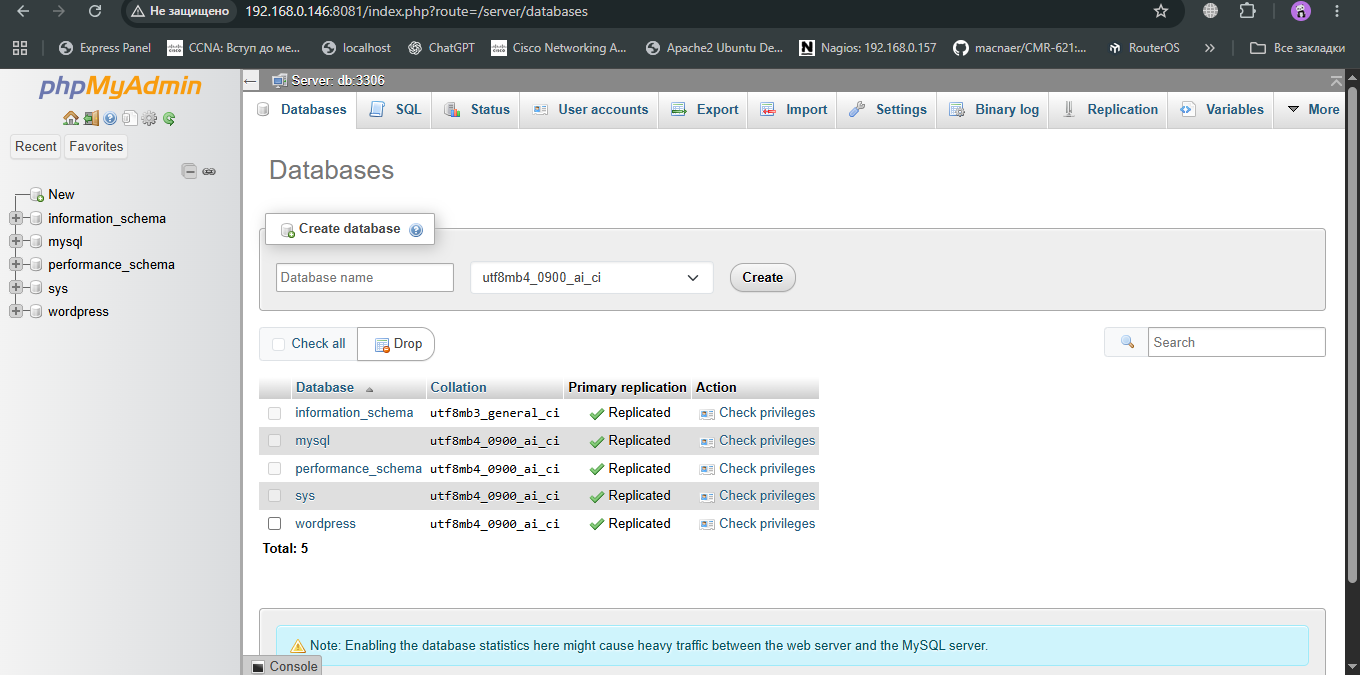 Не защищено 192.168.0.146:8081/index.php?route=/server/databases
Express Panel CCNA: Вступ до ме... localhost ChatGPT Cisco Networking A... Apache2 Ubuntu De... Nagios: 192.168.0.157 macnaer/CMR-621:... RouterOS » Все закладки
phpMyAdmin
Recent Favorites
New
information_schema
mysql
performance_schema
sys
wordpress
Server: db:3306
Databases SQL Status User accounts Export Import Settings Binary log Replication Variables More
Databases
Create database
Database name utf8mb4_0900_ai_ci Create
Check all Drop Search
Database Collation Primary replication Action
information_schema utf8mb3_general_ci Replicated Check privileges
mysql utf8mb4_0900_ai_ci Replicated Check privileges
performance_schema utf8mb4_0900_ai_ci Replicated Check privileges
sys utf8mb4_0900_ai_ci Replicated Check privileges
wordpress utf8mb4_0900_ai_ci Replicated Check privileges
Total: 5
Note: Enabling the database statistics here might cause heavy traffic between the web server and the MySQL server.
Console